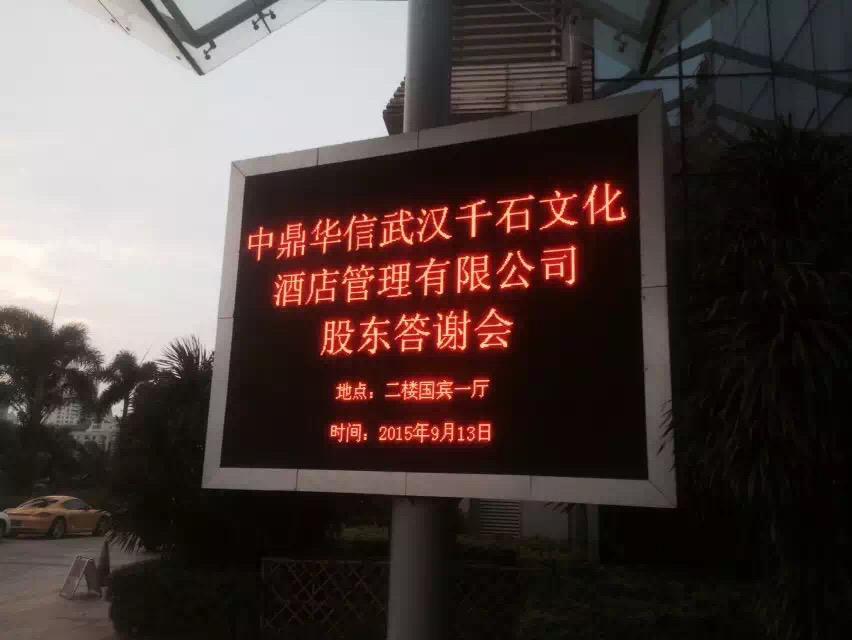 中鼎华信武汉千石文化
酒店管理有限公司
股东答谢会
地点：二楼国宾一厅
时间：2015年9月13日